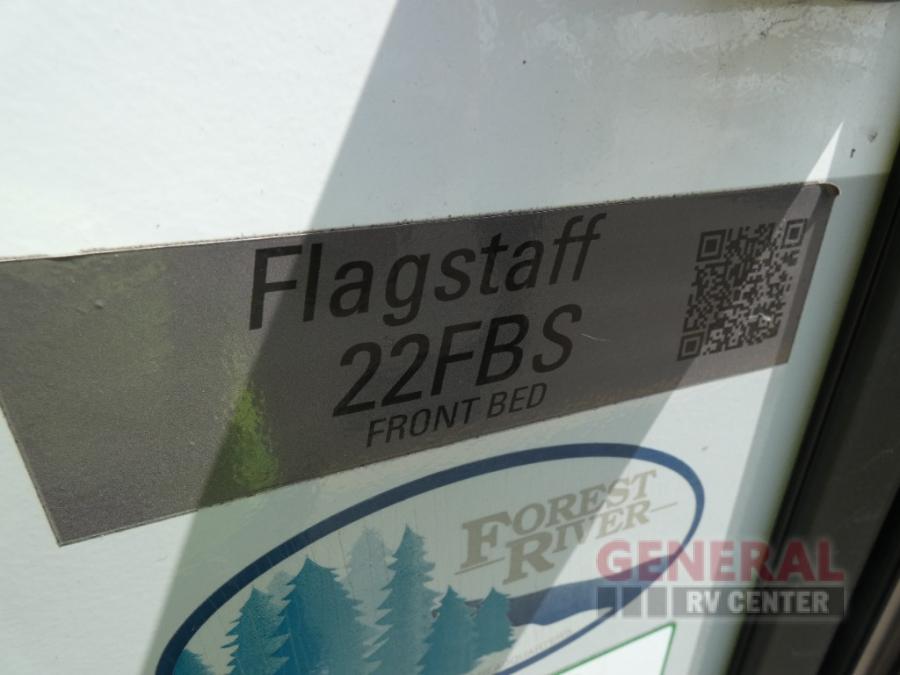 Flagstaff
22FBS
FRONT BED
FOREST
RIVER
GENERAL
RV CENTER